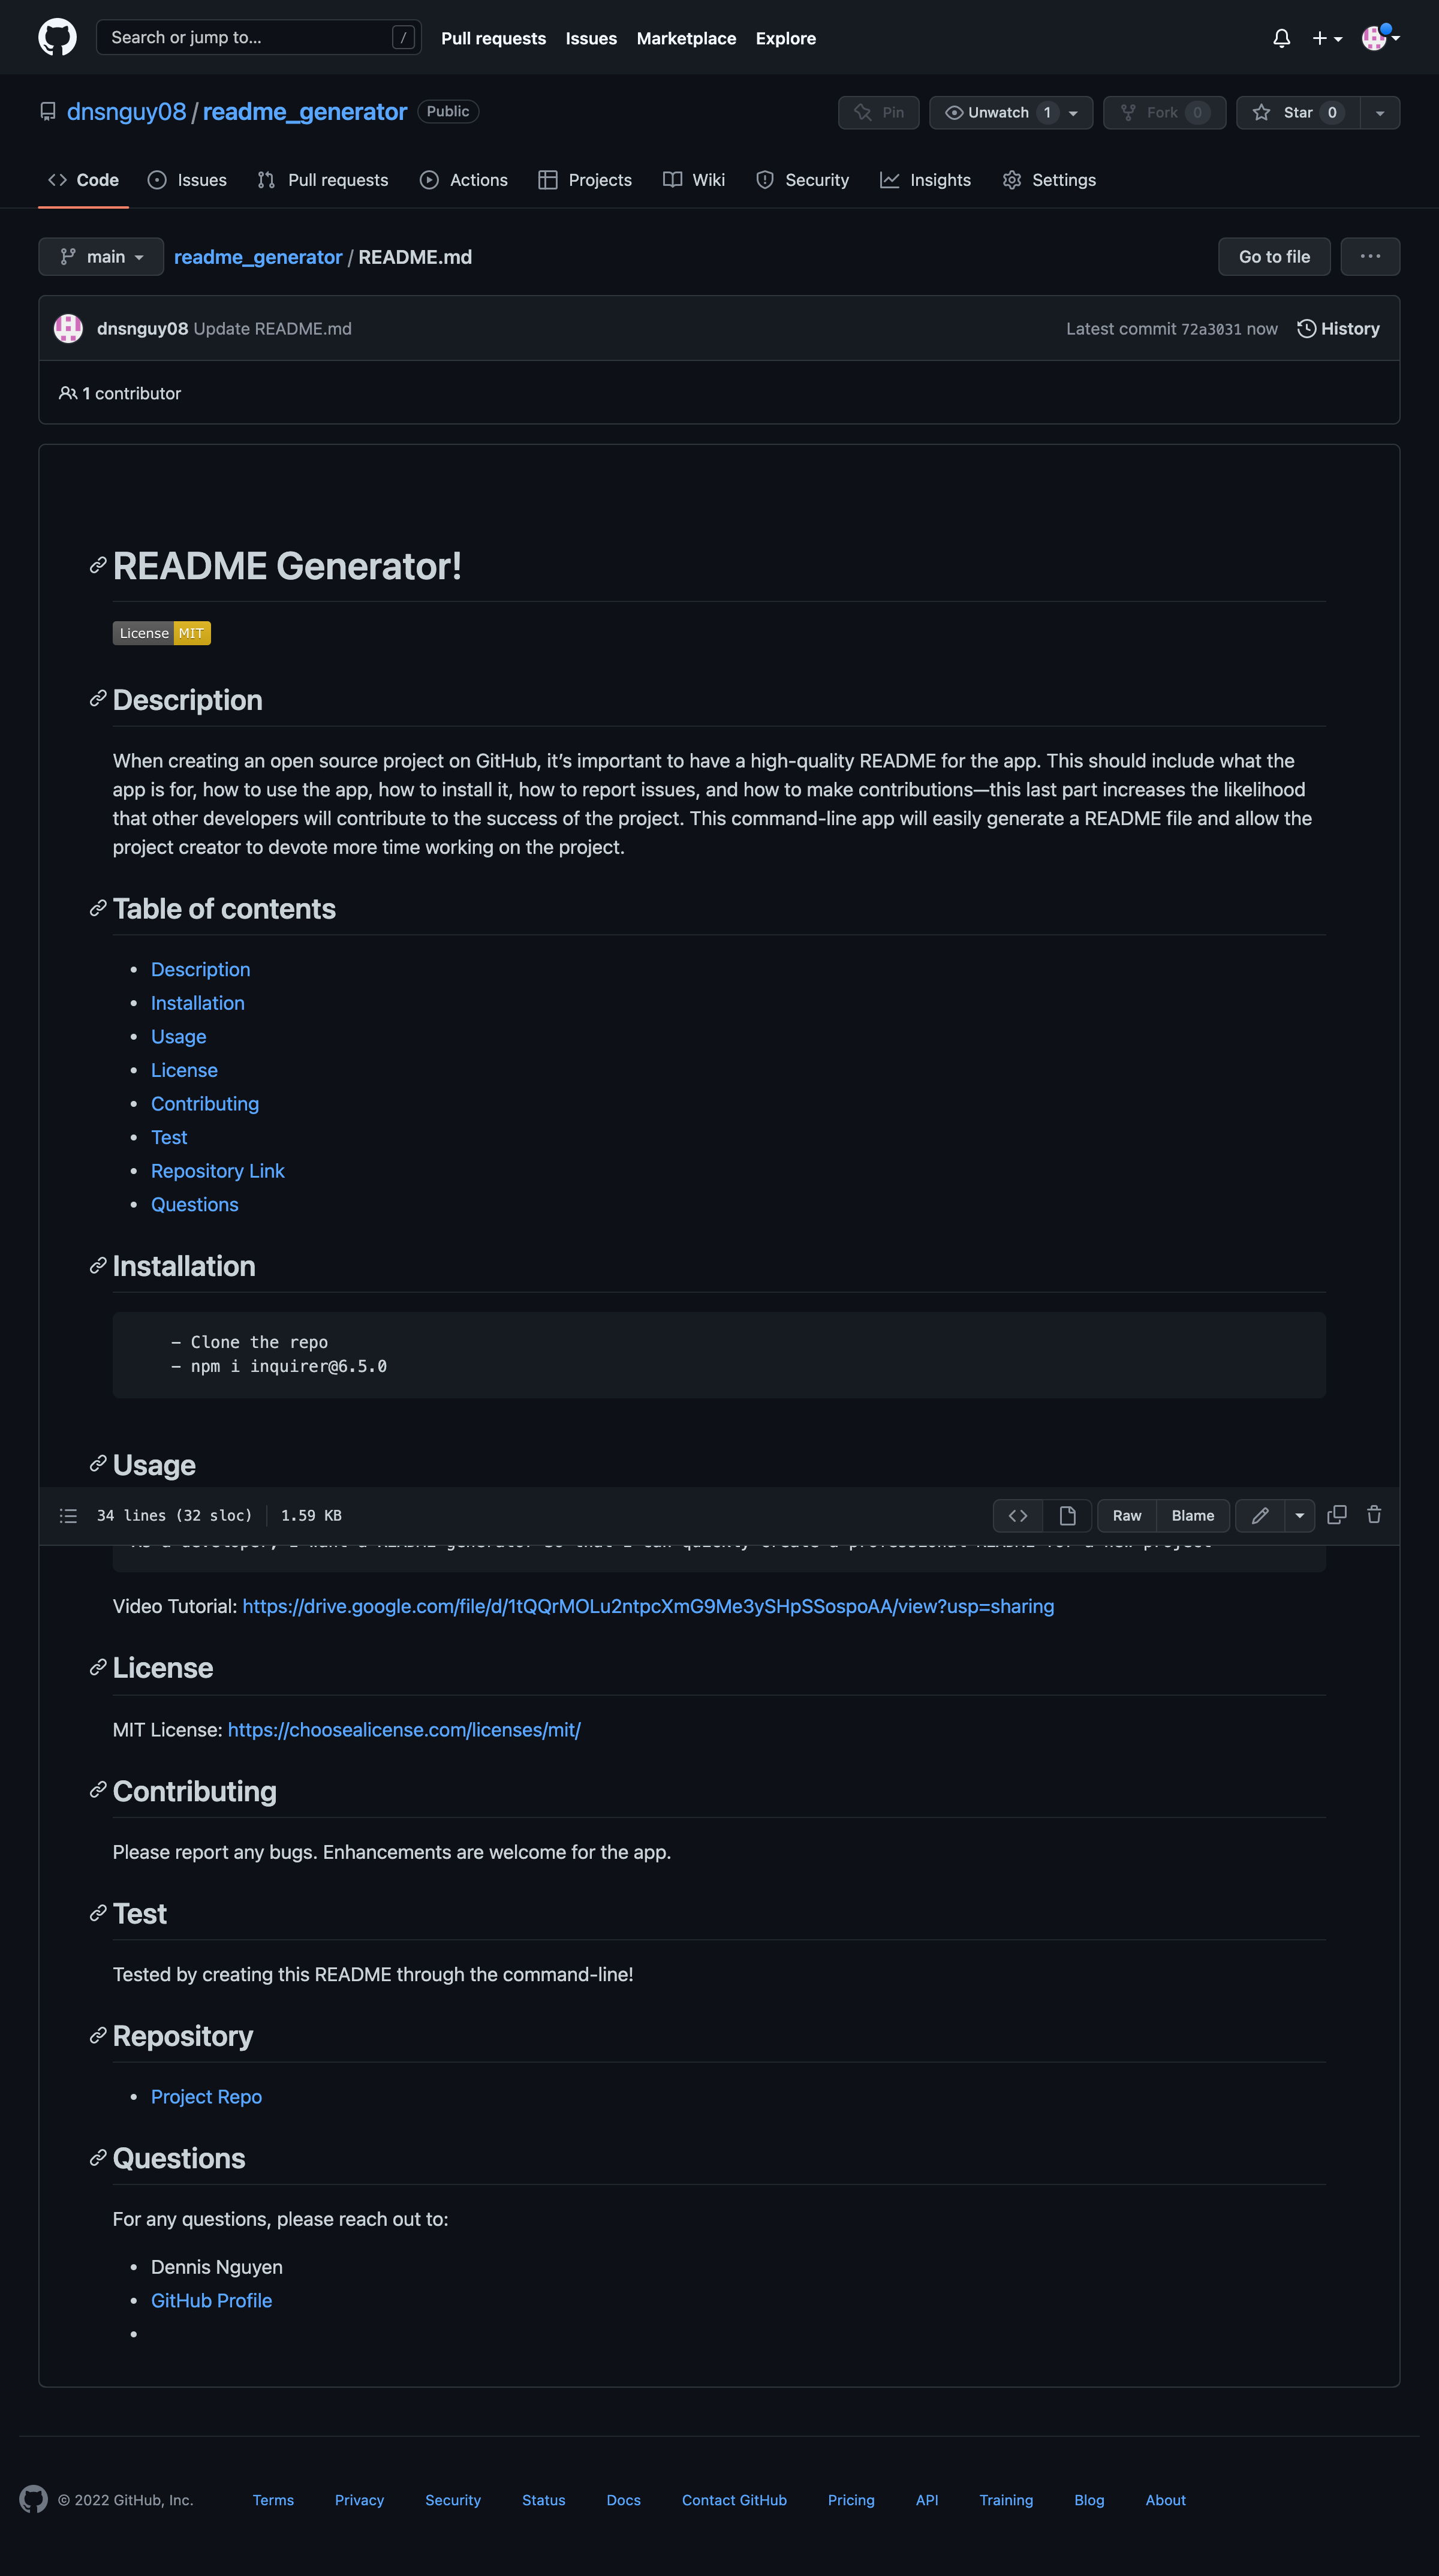 Search or jump to... /
Pull requests Issues Marketplace Explore
dnsnguy08 / readme_generator Public
Pin Unwatch 1 Fork 0 Star 0
Code Issues Pull requests Actions Projects Wiki Security Insights Settings
main readme_generator / README.md Go to file ...
dnsnguy08 Update README.md Latest commit 72a3031 now History
1 contributor
README Generator!
License MIT
Description
When creating an open source project on GitHub, it’s important to have a high-quality README for the app. This should include what the
app is for, how to use the app, how to install it, how to report issues, and how to make contributions—this last part increases the likelihood
that other developers will contribute to the success of the project. This command-line app will easily generate a README file and allow the
project creator to devote more time working on the project.
Table of contents
• Description
• Installation
• Usage
• License
• Contributing
• Test
• Repository Link
• Questions
Installation
– Clone the repo
– npm i inquirer@6.5.0
Usage
34 lines (32 sloc) 1.59 KB Raw Blame
Video Tutorial: https://drive.google.com/file/d/1tQQrMOLu2ntpcXmG9Me3ySHpSSospoAA/view?usp=sharing
License
MIT License: https://choosealicense.com/licenses/mit/
Contributing
Please report any bugs. Enhancements are welcome for the app.
Test
Tested by creating this README through the command-line!
Repository
• Project Repo
Questions
For any questions, please reach out to:
• Dennis Nguyen
• GitHub Profile
•
© 2022 GitHub, Inc. Terms Privacy Security Status Docs Contact GitHub Pricing API Training Blog About